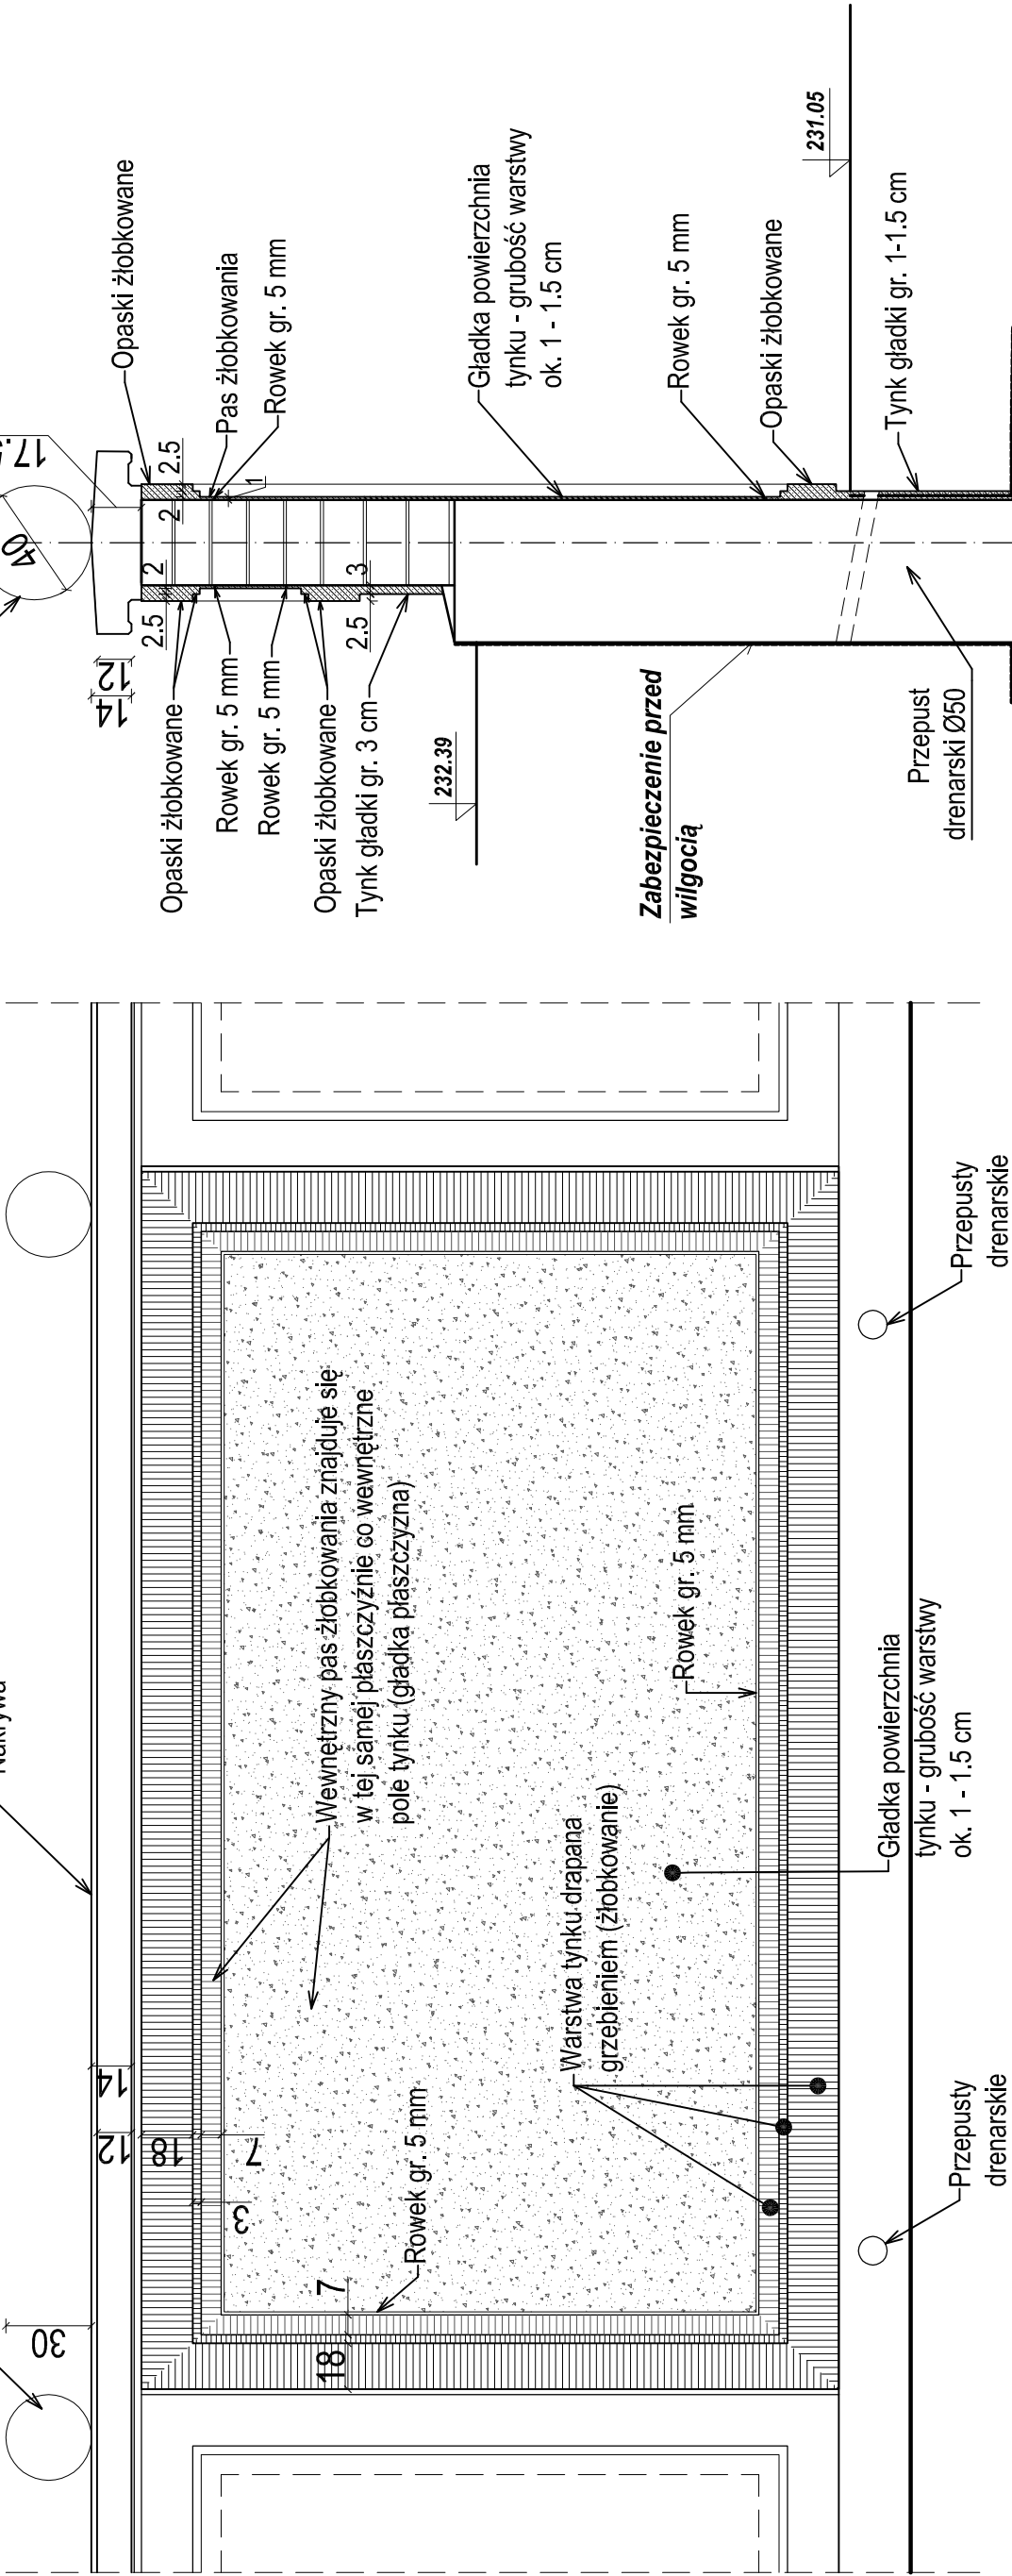 Nakrywa
30
14
12
18
7
3
18
7
Rowek gr. 5 mm
Wewnętrzny pas żłobkowania znajduje się
w tej samej płaszczyźnie co wewnętrzne
pole tynku (gładka płaszczyzna)
Warstwa tynku drapana
grzebieniem (żłobkowanie)
Rowek gr. 5 mm
Gładka powierzchnia
tynku - grubość warstwy
ok. 1 - 1.5 cm
Przepusty
drenarskie
Przepusty
drenarskie
40
14
12
2.5
2
2
2.5
1
2.5
3
Opaski żłobkowane
Rowek gr. 5 mm
Rowek gr. 5 mm
Opaski żłobkowane
Tynk gładki gr. 3 cm
232.39
Zabezpieczenie przed
wilgocią
Przepust
drenarski Ø50
Opaski żłobkowane
Pas żłobkowania
Rowek gr. 5 mm
Gładka powierzchnia
tynku - grubość warstwy
ok. 1 - 1.5 cm
Rowek gr. 5 mm
Opaski żłobkowane
231.05
Tynk gładki gr. 1-1.5 cm